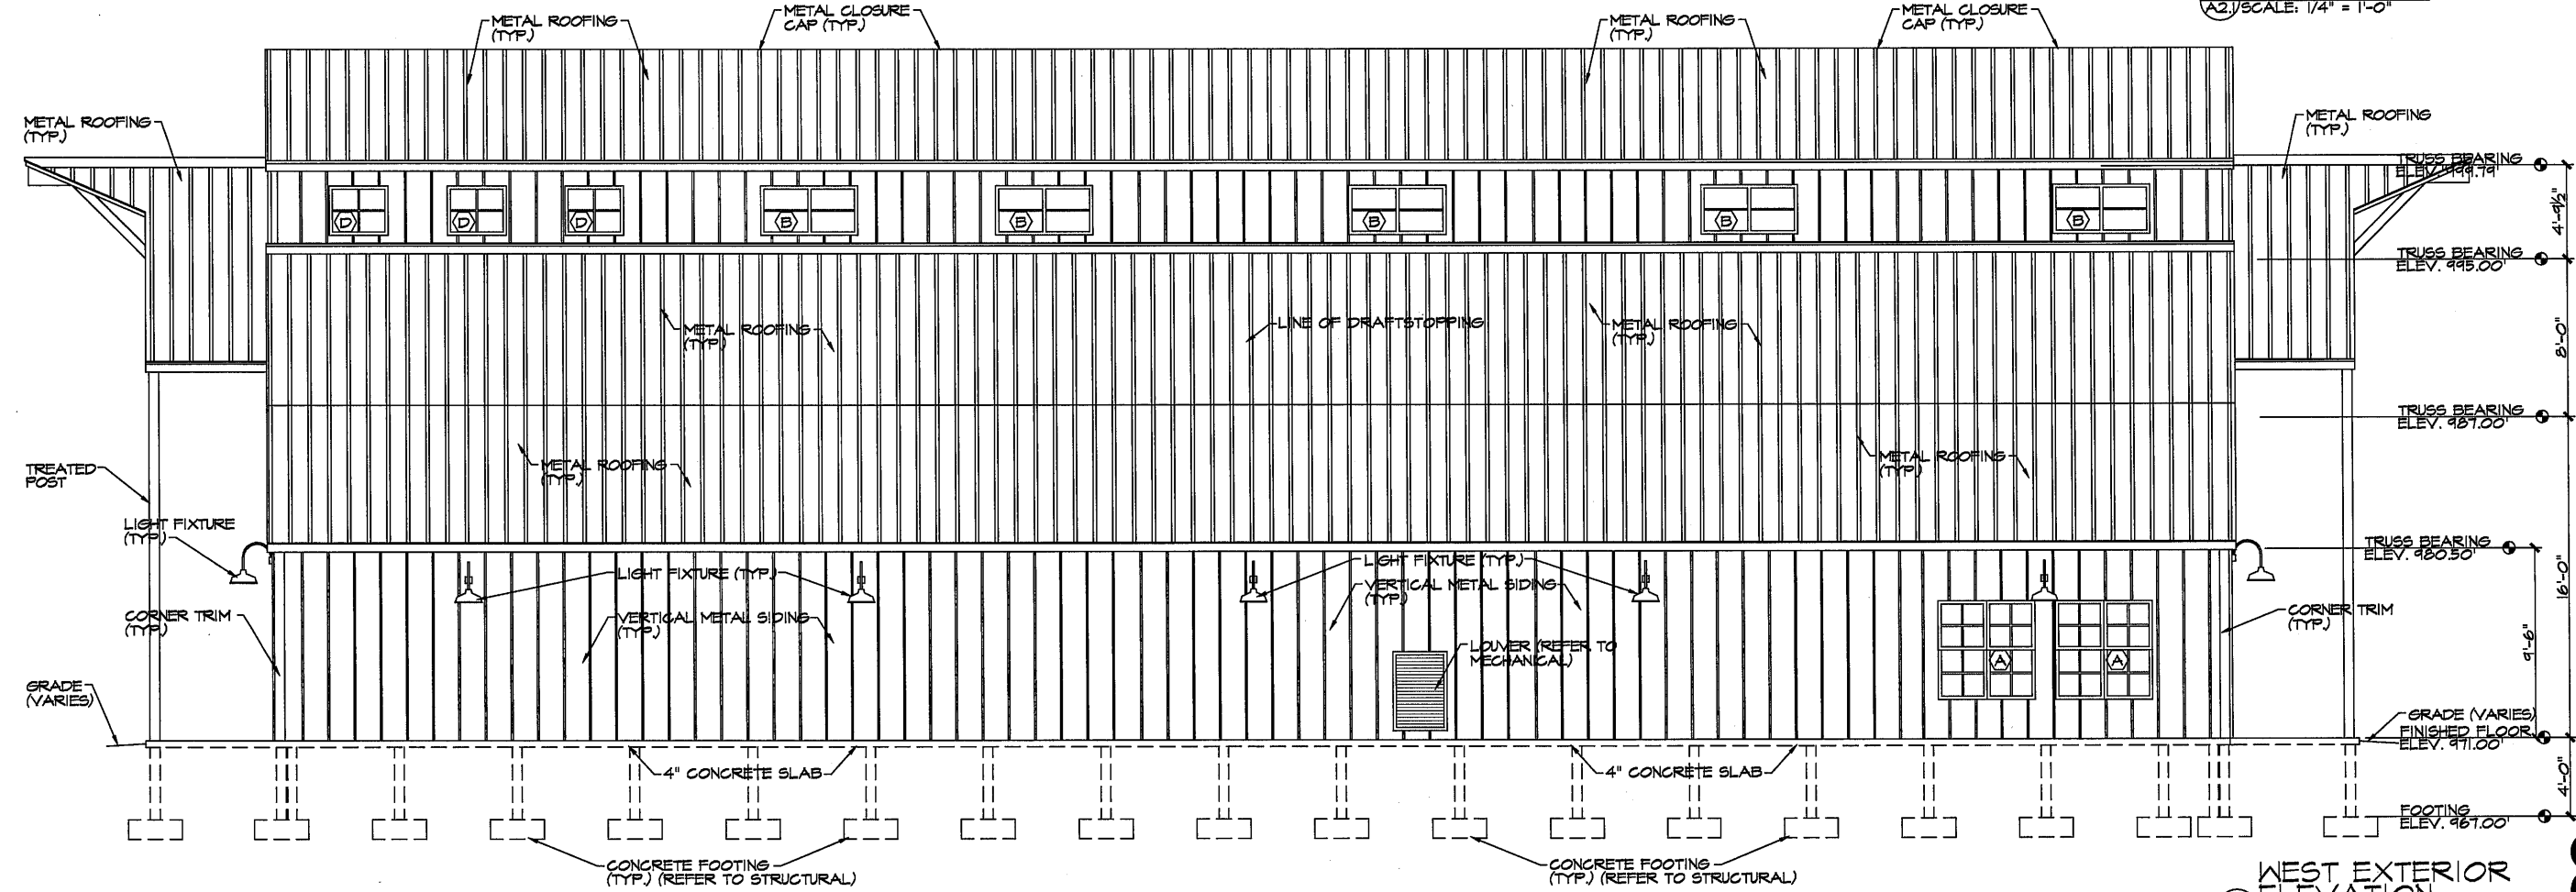 METAL ROOFING
(TYP.)
METAL CLOSURE
CAP (TYP.)
METAL ROOFING
(TYP.)
METAL CLOSURE
CAP (TYP.)
A2.1 SCALE: 1/4" = 1'-0"
METAL ROOFING
(TYP.)
METAL ROOFING
(TYP.)
TRUSS BEARING
ELEV. 999.79'
D
D
D
B
B
B
B
B
4'-9½"
TRUSS BEARING
ELEV. 995.00'
METAL ROOFING
(TYP.)
LINE OF DRAFTSTOPPING
METAL ROOFING
(TYP.)
8'-0"
TRUSS BEARING
ELEV. 987.00'
TREATED
POST
METAL ROOFING
(TYP.)
METAL ROOFING
(TYP.)
LIGHT FIXTURE
(TYP.)
TRUSS BEARING
ELEV. 980.50'
LIGHT FIXTURE (TYP.)
LIGHT FIXTURE (TYP.)
VERTICAL METAL SIDING
(TYP.)
16'-0"
CORNER TRIM
(TYP.)
VERTICAL METAL SIDING
(TYP.)
CORNER TRIM
(TYP.)
9'-6"
LOUVER (REFER TO
MECHANICAL)
A
A
GRADE
(VARIES)
GRADE (VARIES)
FINISHED FLOOR
ELEV. 971.00'
4" CONCRETE SLAB
4" CONCRETE SLAB
4'-0"
FOOTING
ELEV. 967.00'
CONCRETE FOOTING
(TYP.) (REFER TO STRUCTURAL)
CONCRETE FOOTING
(TYP.) (REFER TO STRUCTURAL)
WEST EXTERIOR
ELEVATION